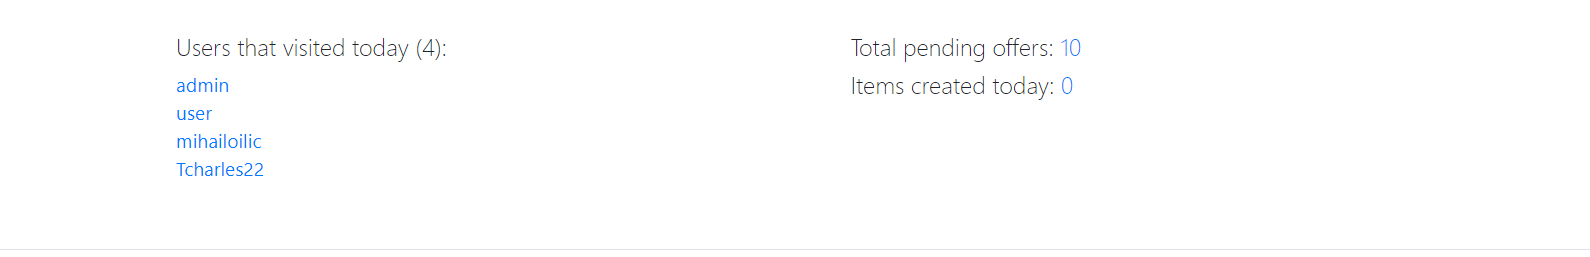 Users that visited today (4):
admin
user
mihailoilic
Tcharles22
Total pending offers: 10
Items created today: 0